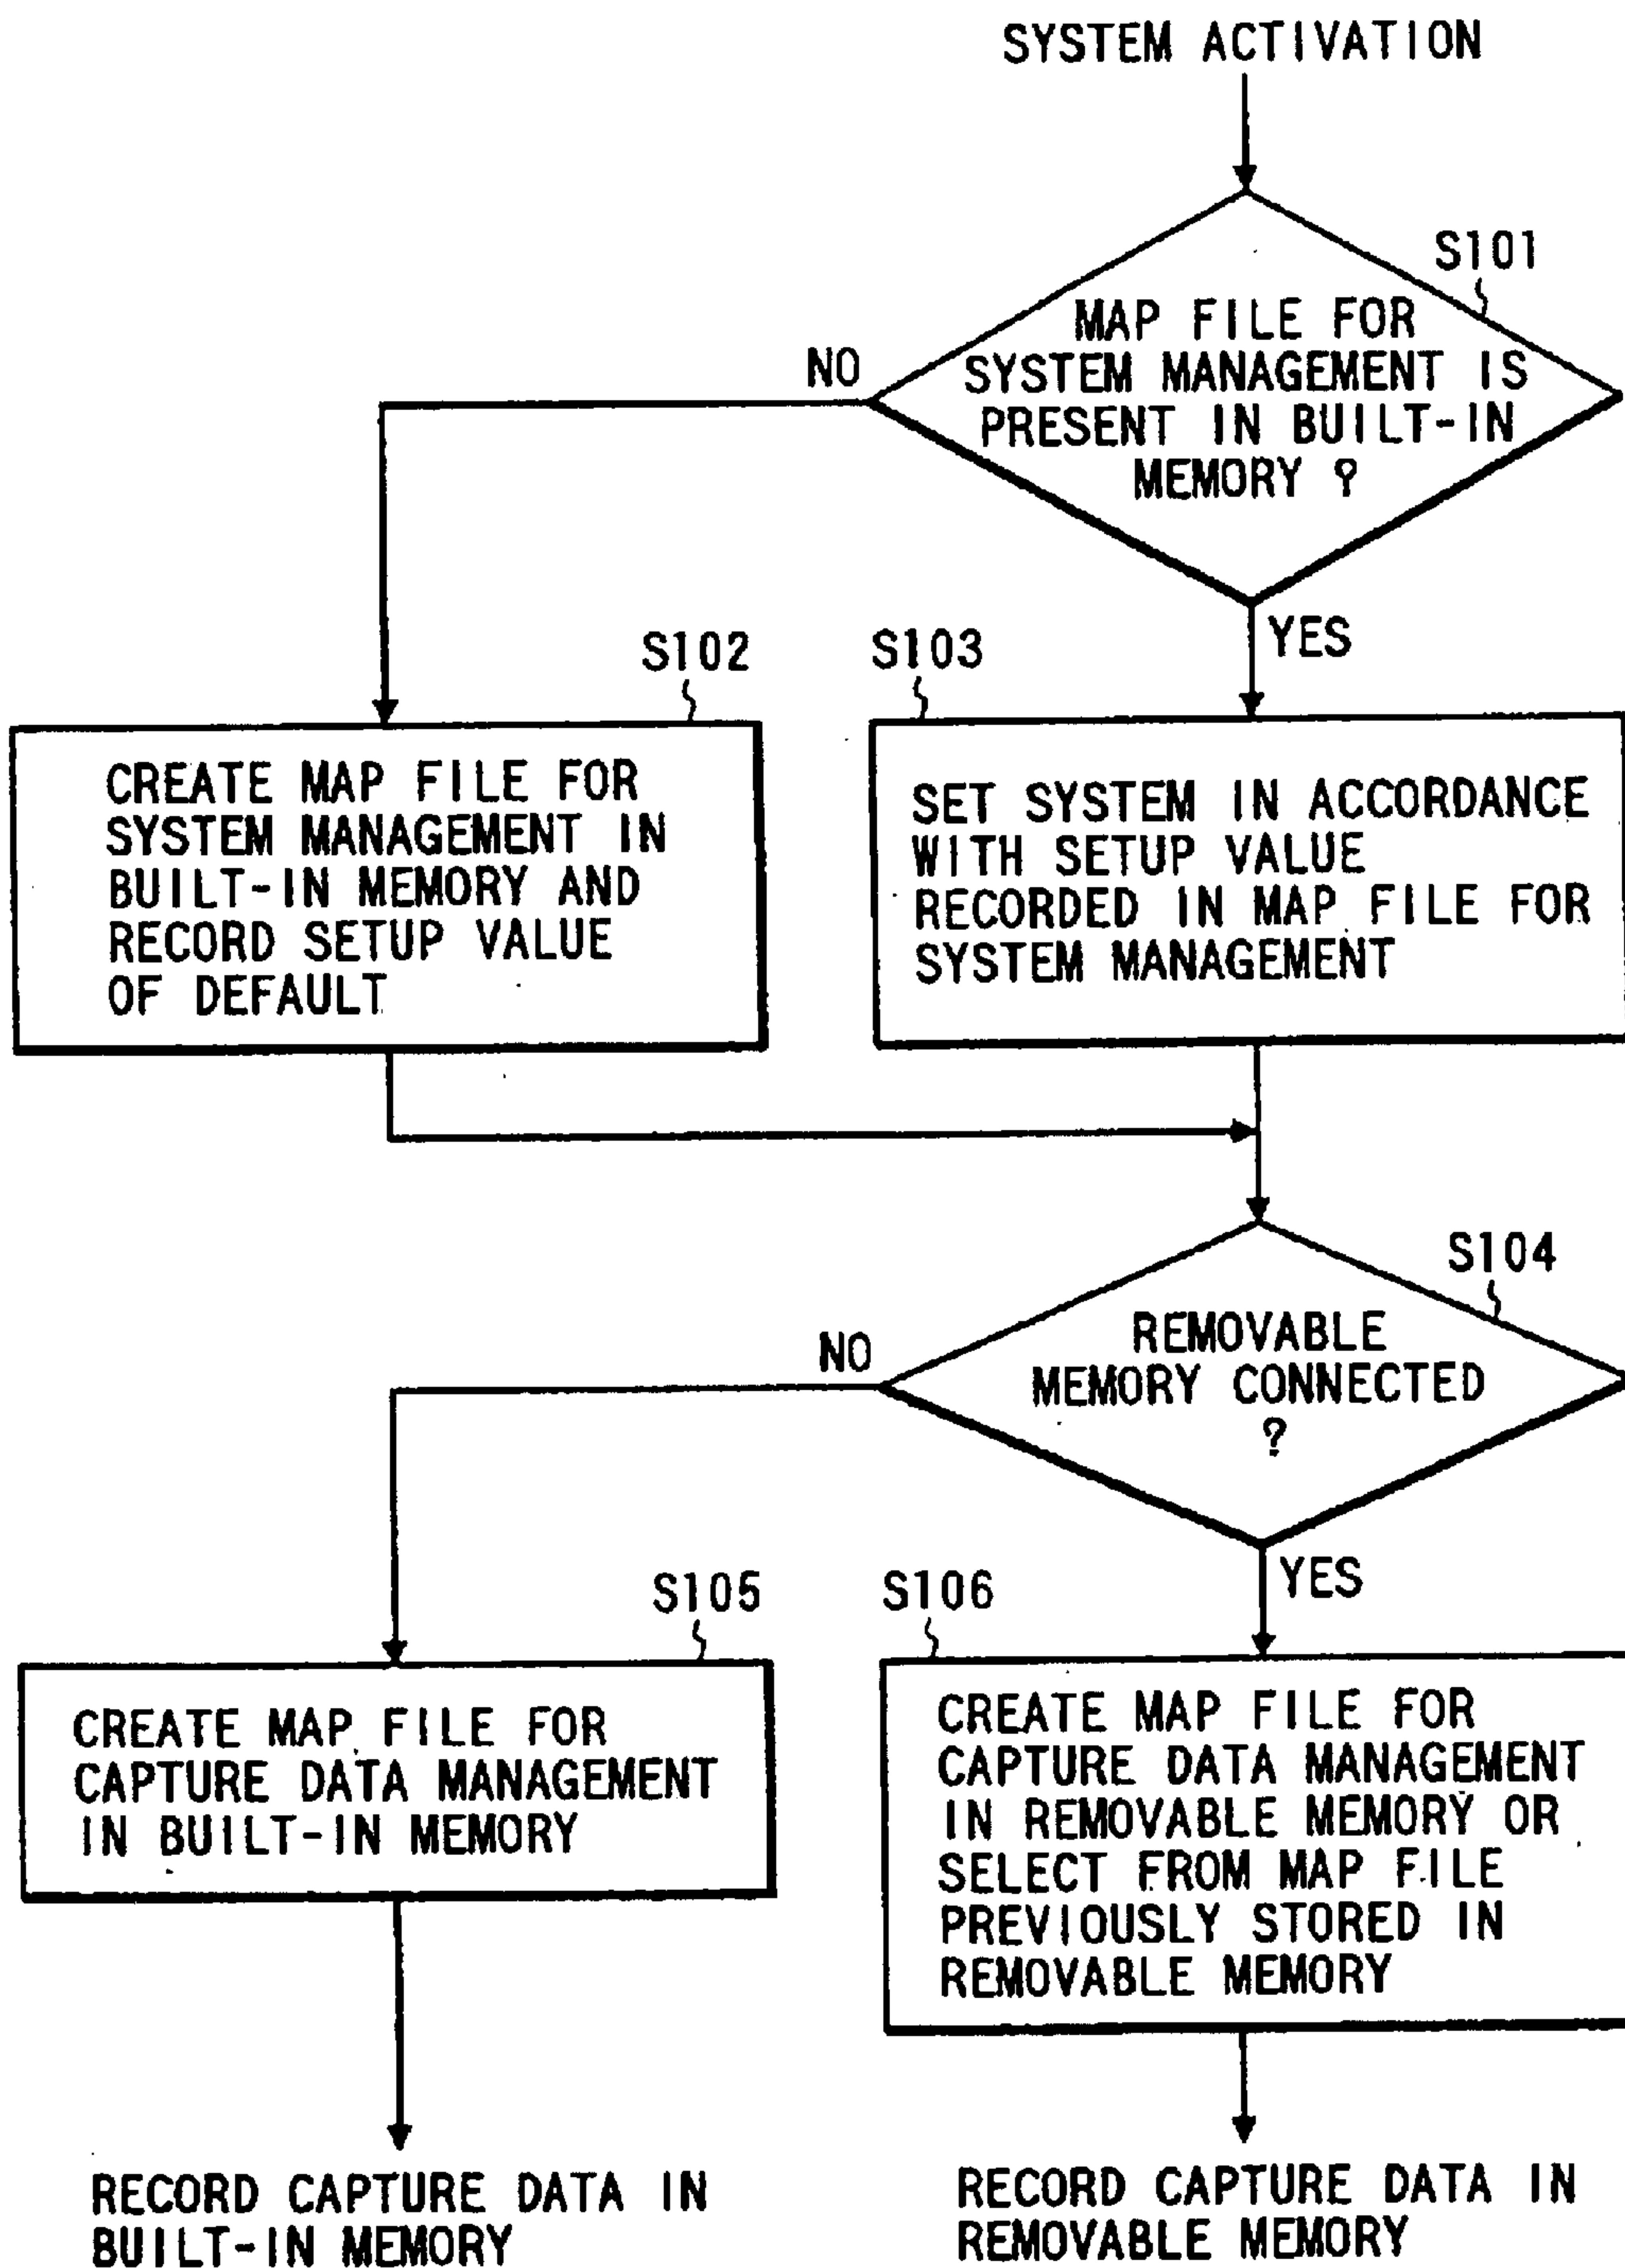 SYSTEM ACTIVATION
S101
MAP FILE FOR
SYSTEM MANAGEMENT IS
PRESENT IN BUILT-IN
MEMORY ?
NO
YES
S102
CREATE MAP FILE FOR
SYSTEM MANAGEMENT IN
BUILT-IN MEMORY AND
RECORD SETUP VALUE
OF DEFAULT
S103
SET SYSTEM IN ACCORDANCE
WITH SETUP VALUE
RECORDED IN MAP FILE FOR
SYSTEM MANAGEMENT
S104
REMOVABLE
MEMORY CONNECTED
?
NO
YES
S105
CREATE MAP FILE FOR
CAPTURE DATA MANAGEMENT
IN BUILT-IN MEMORY
S106
CREATE MAP FILE FOR
CAPTURE DATA MANAGEMENT
IN REMOVABLE MEMORY OR
SELECT FROM MAP FILE
PREVIOUSLY STORED IN
REMOVABLE MEMORY
RECORD CAPTURE DATA IN
BUILT-IN MEMORY
RECORD CAPTURE DATA IN
REMOVABLE MEMORY